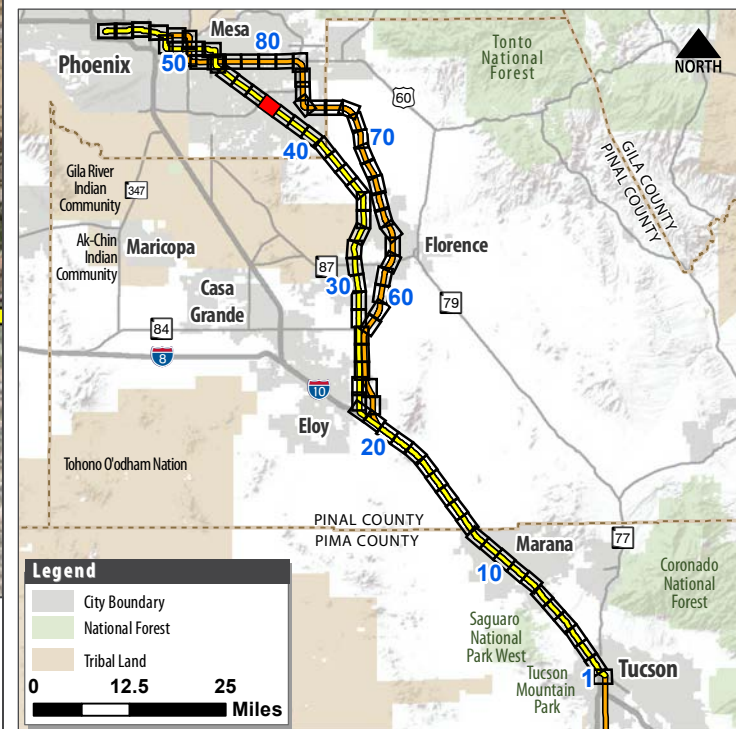 Mesa
80
Phoenix
50
Tonto
National
Forest
NORTH
60
70
40
GILA COUNTY
PINAL COUNTY
Gila River
Indian
Community
347
Ak-Chin
Indian
Community
Maricopa
Florence
87
30
Casa
Grande
60
79
84
8
10
Eloy
20
Tohono O'odham Nation
PINAL COUNTY
PIMA COUNTY
Marana
77
10
Coronado
National
Forest
Saguaro
National
Park West
Tucson
Mountain
Park
1
Tucson
Legend
City Boundary
National Forest
Tribal Land
0 12.5 25
Miles